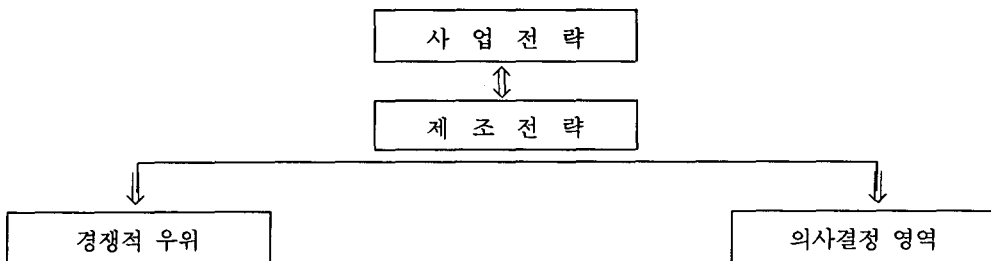 사 업 전 략
제 조 전 략
경쟁적 우위
의사결정 영역